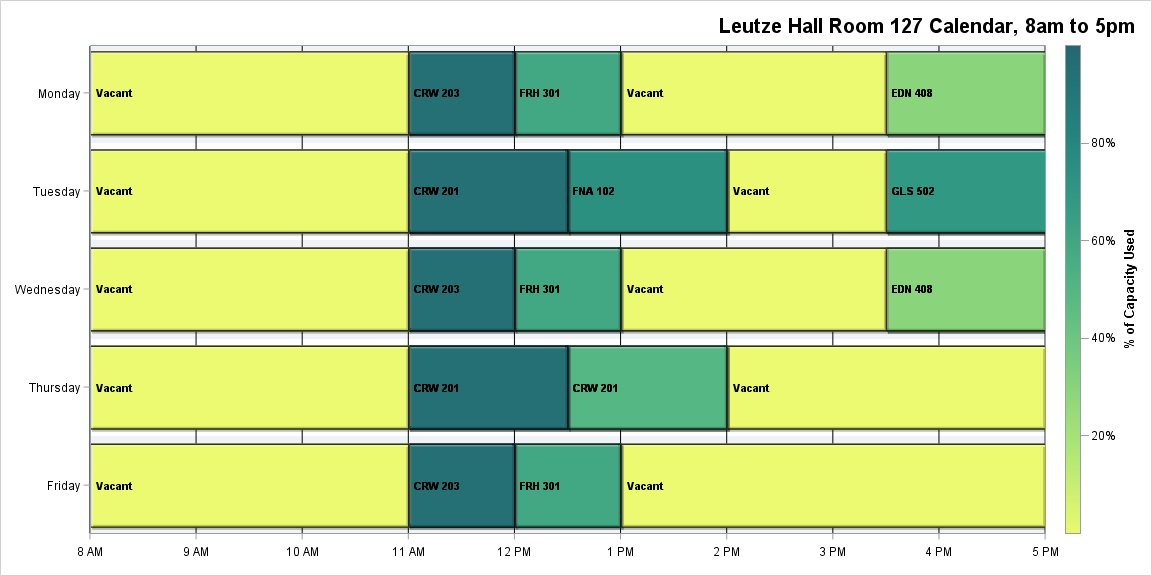 Leutze Hall Room 127 Calendar, 8am to 5pm
Monday
Vacant
CRW 203
FRH 301
Vacant
EDN 408
Tuesday
Vacant
CRW 201
FNA 102
Vacant
GLS 502
Wednesday
Vacant
CRW 203
FRH 301
Vacant
EDN 408
Thursday
Vacant
CRW 201
CRW 201
Vacant
Friday
Vacant
CRW 203
FRH 301
Vacant
8 AM
9 AM
10 AM
11 AM
12 PM
1 PM
2 PM
3 PM
4 PM
5 PM
80%
60%
40%
20%
% of Capacity Used